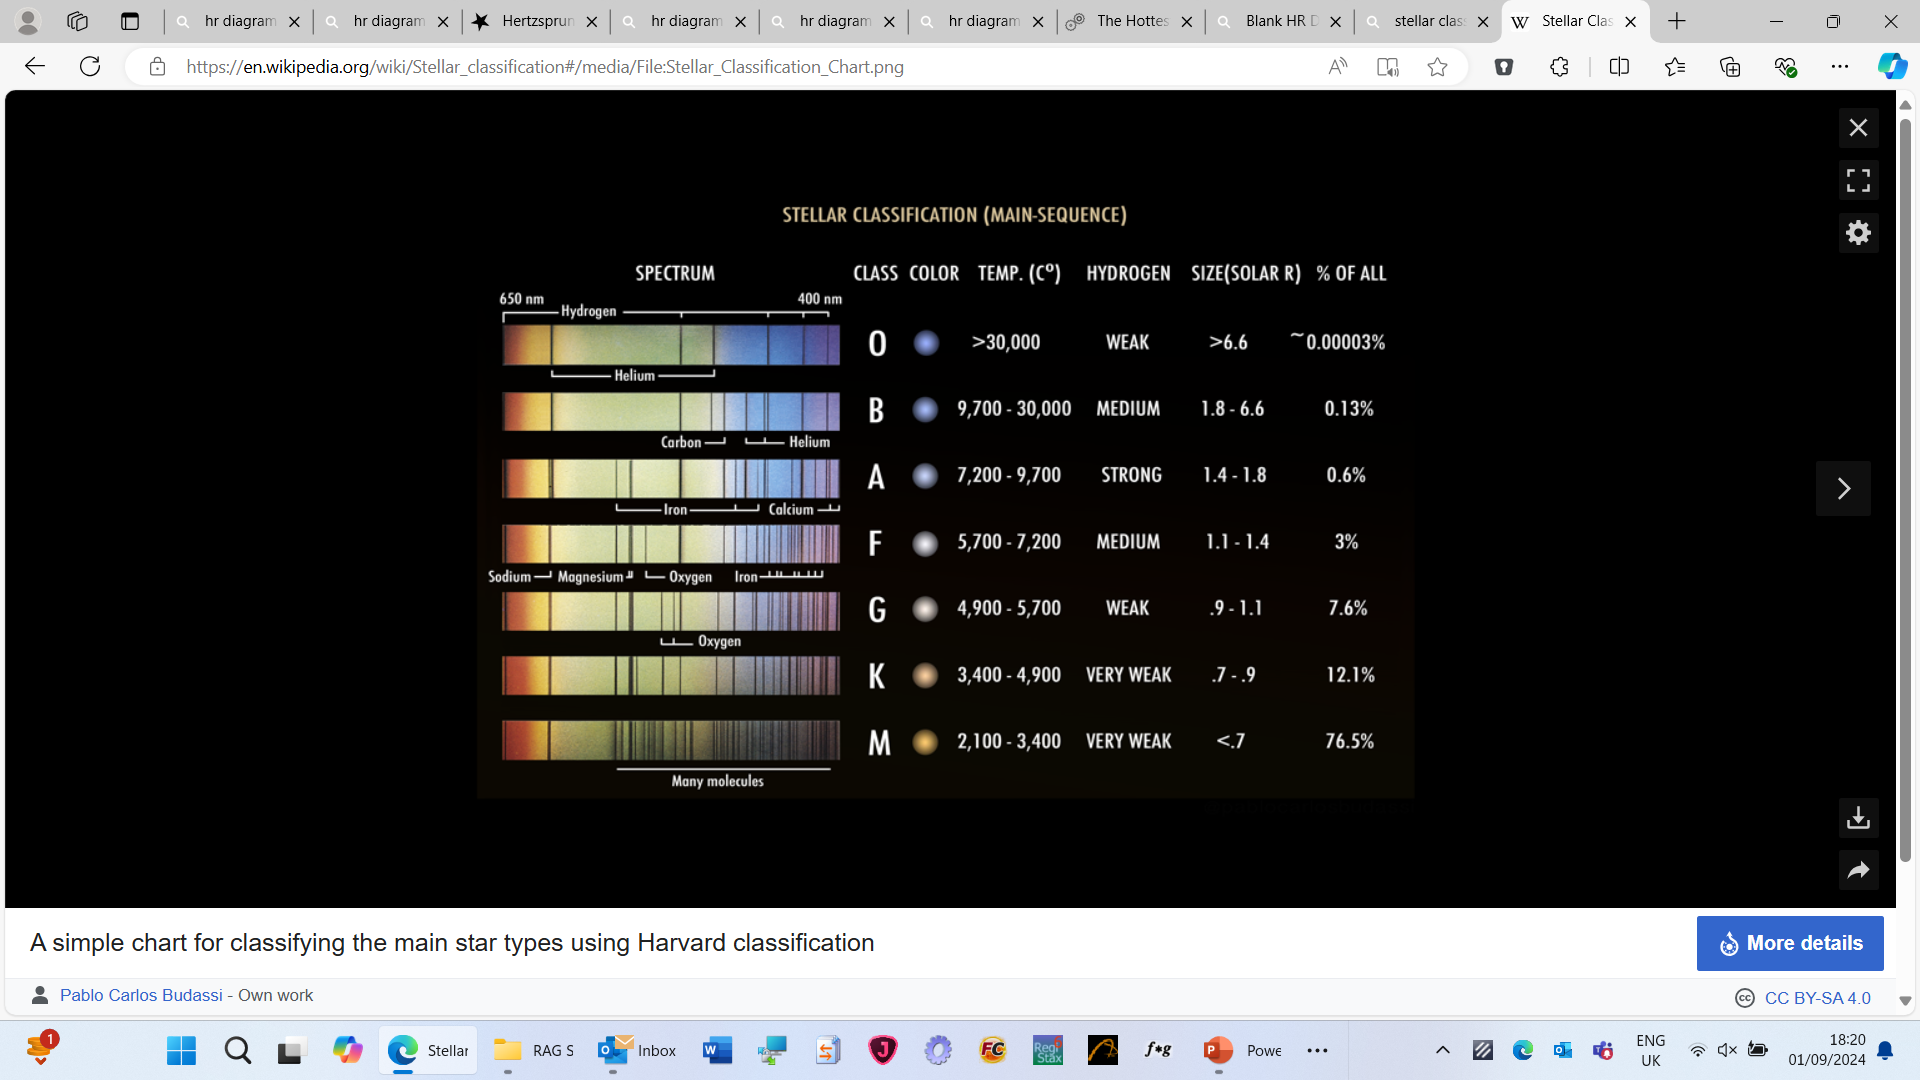 hr diagram
hr diagram
Hertzsprun
hr diagram
hr diagram
hr diagram
The Hottes
Blank HR D
stellar clas
Stellar Clas
https://en.wikipedia.org/wiki/Stellar_classification#/media/File:Stellar_Classification_Chart.png
STELLAR CLASSIFICATION (MAIN-SEQUENCE)
SPECTRUM CLASS COLOR TEMP. (C°) HYDROGEN SIZE(SOLAR R) % OF ALL
650 nm 400 nm
Hydrogen
O >30,000 WEAK >6.6 ~0.00003%
Helium
B 9,700 - 30,000 MEDIUM 1.8 - 6.6 0.13%
Carbon Helium
A 7,200 - 9,700 STRONG 1.4 - 1.8 0.6%
Iron Calcium
F 5,700 - 7,200 MEDIUM 1.1 - 1.4 3%
Sodium Magnesium Oxygen Iron
G 4,900 - 5,700 WEAK .9 - 1.1 7.6%
Oxygen
K 3,400 - 4,900 VERY WEAK .7 - .9 12.1%
M 2,100 - 3,400 VERY WEAK <.7 76.5%
Many molecules
A simple chart for classifying the main star types using Harvard classification
More details
Pablo Carlos Budassi - Own work
CC BY-SA 4.0
1
Stellar
RAG S
Inbox
f*g
Powe
ENG
UK
18:20
01/09/2024